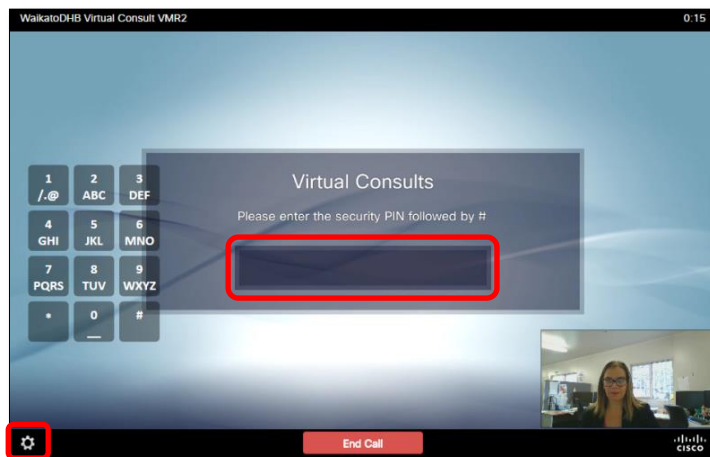 WaikatoDHB Virtual Consult VMR2 0:15
Virtual Consults
Please enter the security PIN followed by #
1 2 3
/.@ ABC DEF
4 5 6
GHI JKL MNO
7 8 9
PQRS TUV WXYZ
* 0 #
_
End Call
CISCO